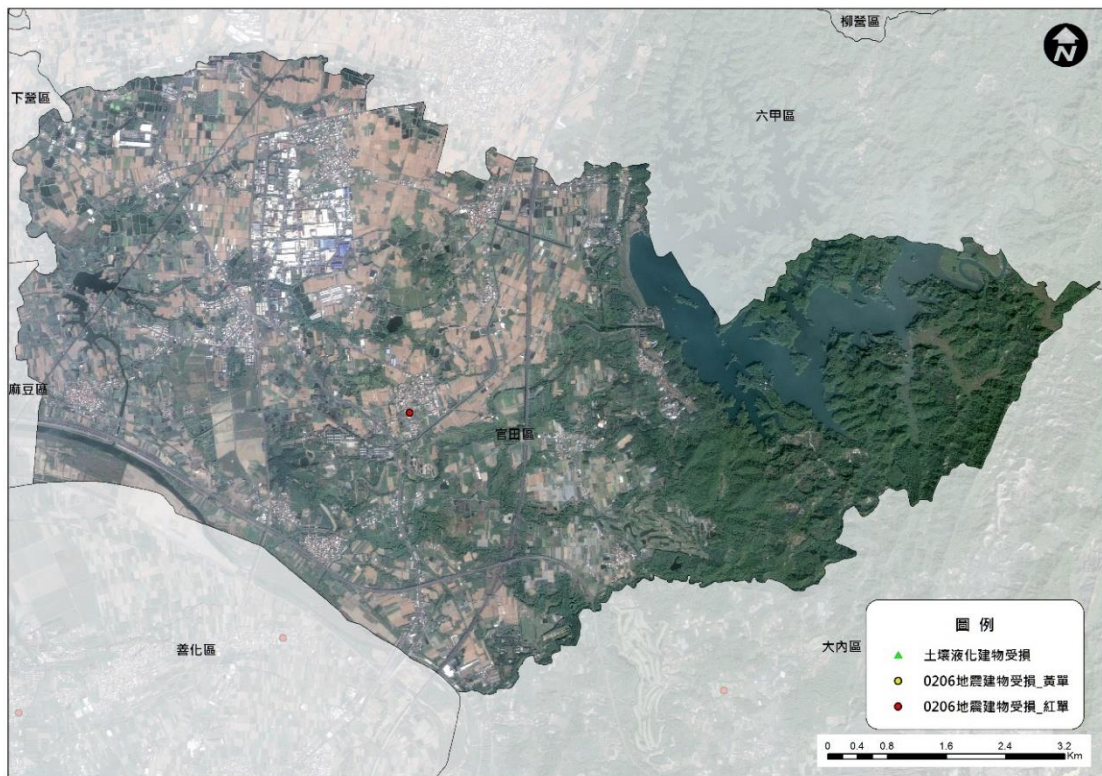 柳營區
N
下營區
六甲區
麻豆區
官田區
善化區
大內區
圖 例
土壤液化建物受損
0206地震建物受損_黃單
0206地震建物受損_紅單
0 0.4 0.8 1.6 2.4 3.2
Km